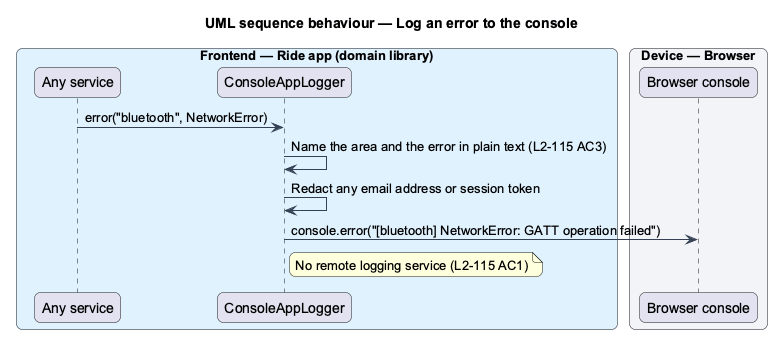 UML sequence behaviour — Log an error to the console
Frontend — Ride app (domain library)
Device — Browser
Any service
ConsoleAppLogger
Browser console
error("bluetooth", NetworkError)
Name the area and the error in plain text (L2-115 AC3)
Redact any email address or session token
console.error("[bluetooth] NetworkError: GATT operation failed")
No remote logging service (L2-115 AC1)
Any service
ConsoleAppLogger
Browser console